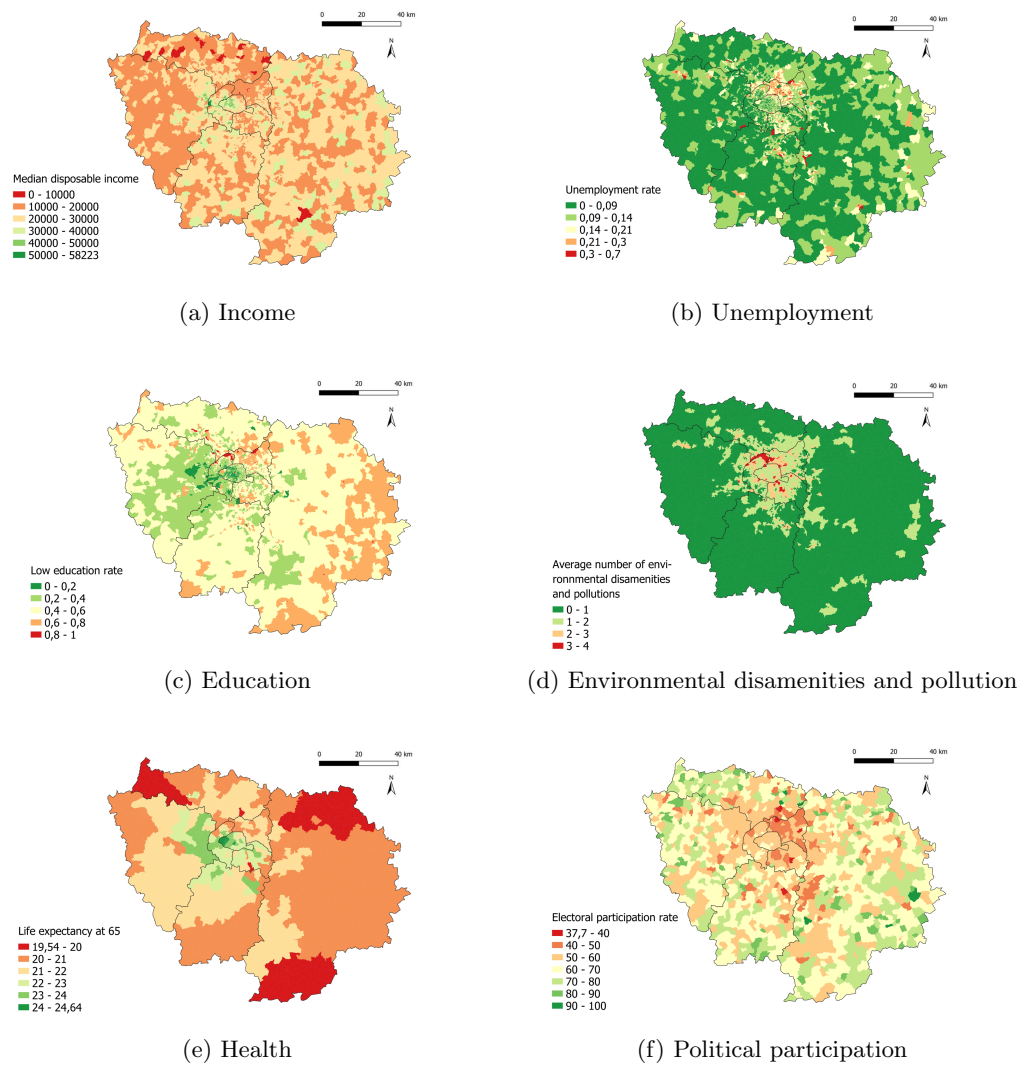 0 20 40 km
N
Median disposable income
0 - 10000
10000 - 20000
20000 - 30000
30000 - 40000
40000 - 50000
50000 - 58223
(a) Income
0 20 40 km
N
Unemployment rate
0 - 0,09
0,09 - 0,14
0,14 - 0,21
0,21 - 0,3
0,3 - 0,7
(b) Unemployment
0 20 40 km
N
Low education rate
0 - 0,2
0,2 - 0,4
0,4 - 0,6
0,6 - 0,8
0,8 - 1
(c) Education
0 20 40 km
N
Average number of envi-
ronnmental disamenities
and pollutions
0 - 1
1 - 2
2 - 3
3 - 4
(d) Environmental disamenities and pollution
0 20 40 km
N
Life expectancy at 65
19,54 - 20
20 - 21
21 - 22
22 - 23
23 - 24
24 - 24,64
(e) Health
0 20 40 km
N
Electoral participation rate
37,7 - 40
40 - 50
50 - 60
60 - 70
70 - 80
80 - 90
90 - 100
(f) Political participation